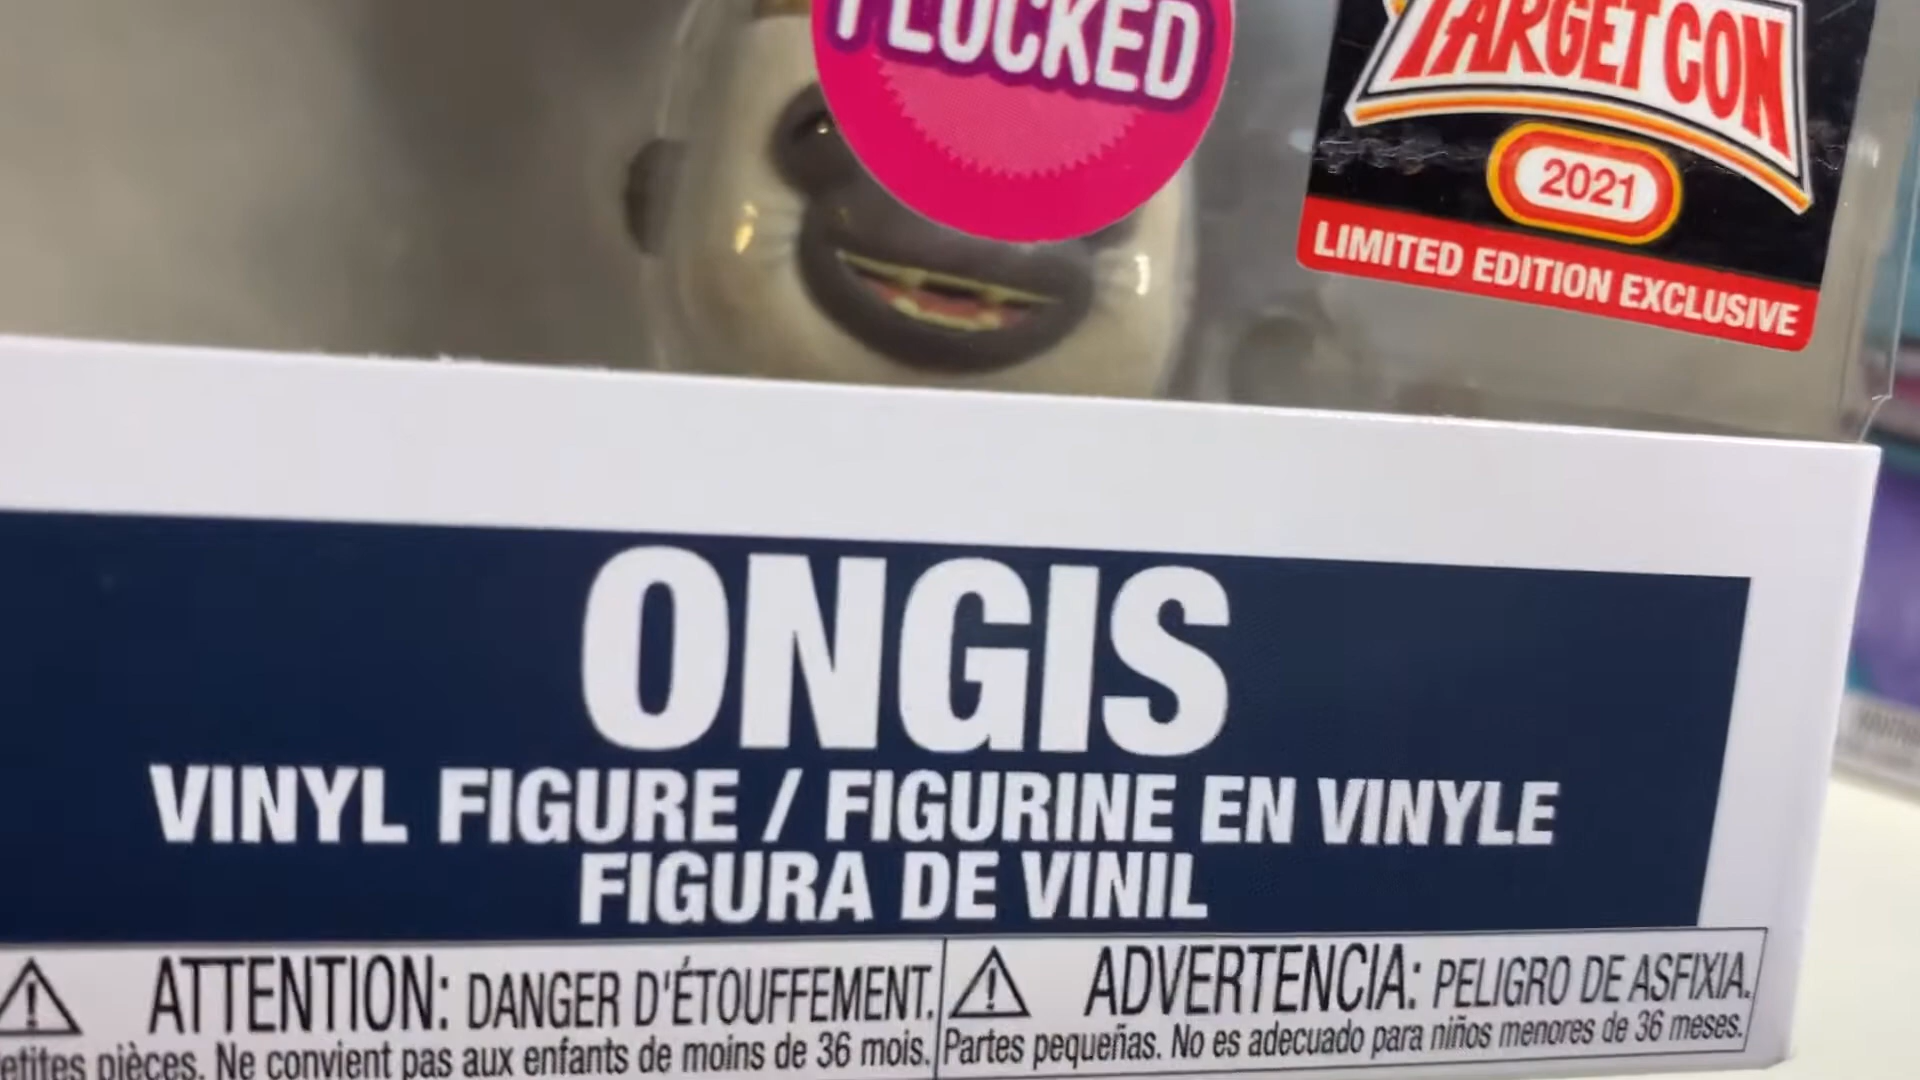 FLOCKED
TARGET CON
2021
LIMITED EDITION EXCLUSIVE
ONGIS
VINYL FIGURE / FIGURINE EN VINYLE
FIGURA DE VINIL
ATTENTION: DANGER D'ÉTOUFFEMENT.
etites pièces. Ne convient pas aux enfants de moins de 36 mois.
ADVERTENCIA: PELIGRO DE ASFIXIA.
Partes pequeñas. No es adecuado para niños menores de 36 meses.